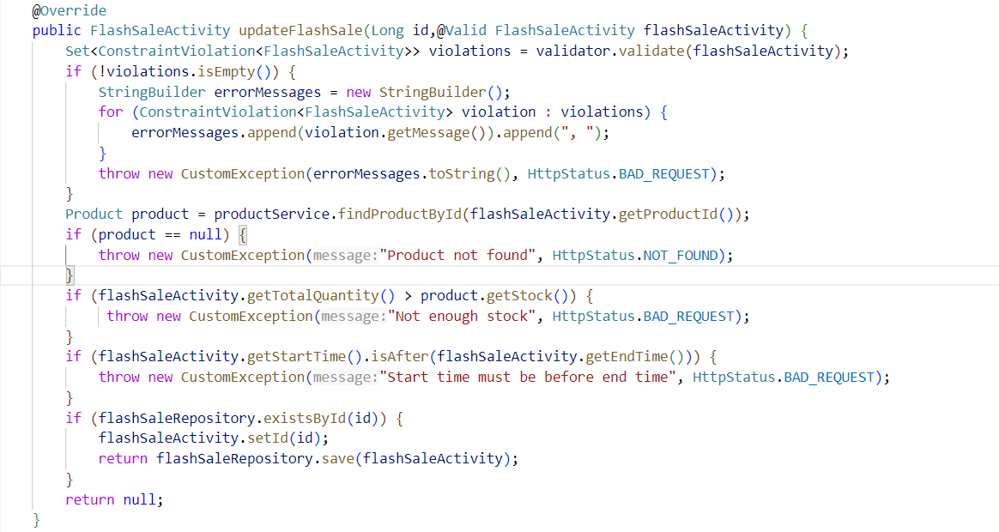 @Override
public FlashSaleActivity updateFlashSale(Long id,@Valid FlashSaleActivity flashSaleActivity) {
Set<ConstraintViolation<FlashSaleActivity>> violations = validator.validate(flashSaleActivity);
if (!violations.isEmpty()) {
StringBuilder errorMessages = new StringBuilder();
for (ConstraintViolation<FlashSaleActivity> violation : violations) {
errorMessages.append(violation.getMessage()).append(", ");
}
throw new CustomException(errorMessages.toString(), HttpStatus.BAD_REQUEST);
}
Product product = productService.findProductById(flashSaleActivity.getProductId());
if (product == null) {
throw new CustomException(message:"Product not found", HttpStatus.NOT_FOUND);
}
if (flashSaleActivity.getTotalQuantity() > product.getStock()) {
throw new CustomException(message:"Not enough stock", HttpStatus.BAD_REQUEST);
}
if (flashSaleActivity.getStartTime().isAfter(flashSaleActivity.getEndTime())) {
throw new CustomException(message:"Start time must be before end time", HttpStatus.BAD_REQUEST);
}
if (flashSaleRepository.existsById(id)) {
flashSaleActivity.setId(id);
return flashSaleRepository.save(flashSaleActivity);
}
return null;
}